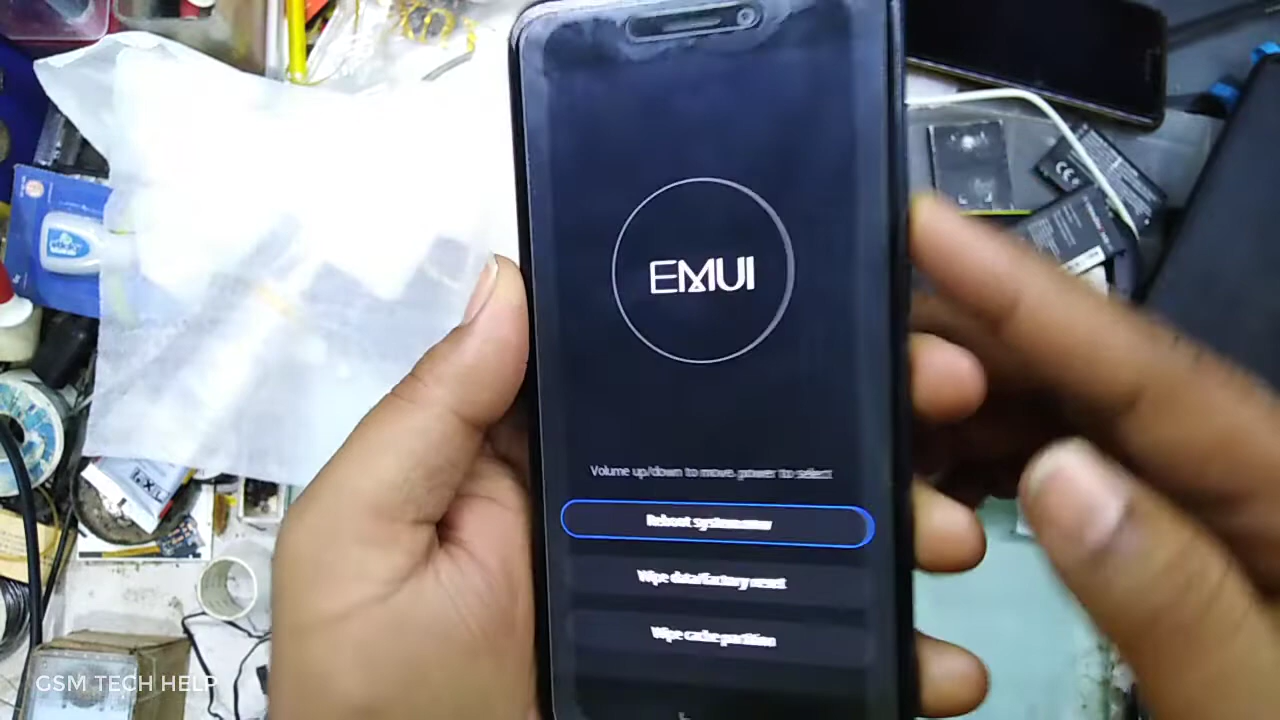 EMUI
Volume up/down to move. power to select
Reboot system now
Wipe data/factory reset
Wipe cache partition
GSM TECH HELP